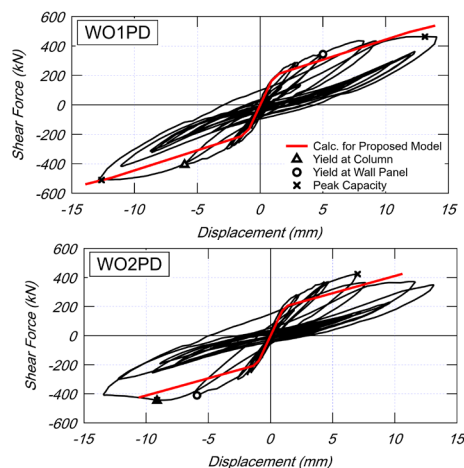 WO1PD
600
400
200
0
-200
-400
-600
Shear Force (kN)
Calc. for Proposed Model
Yield at Column
Yield at Wall Panel
Peak Capacity
-15 -10 -5 0 5 10 15
Displacement (mm)
WO2PD
600
400
200
0
-200
-400
-600
Shear Force (kN)
-15 -10 -5 0 5 10 15
Displacement (mm)